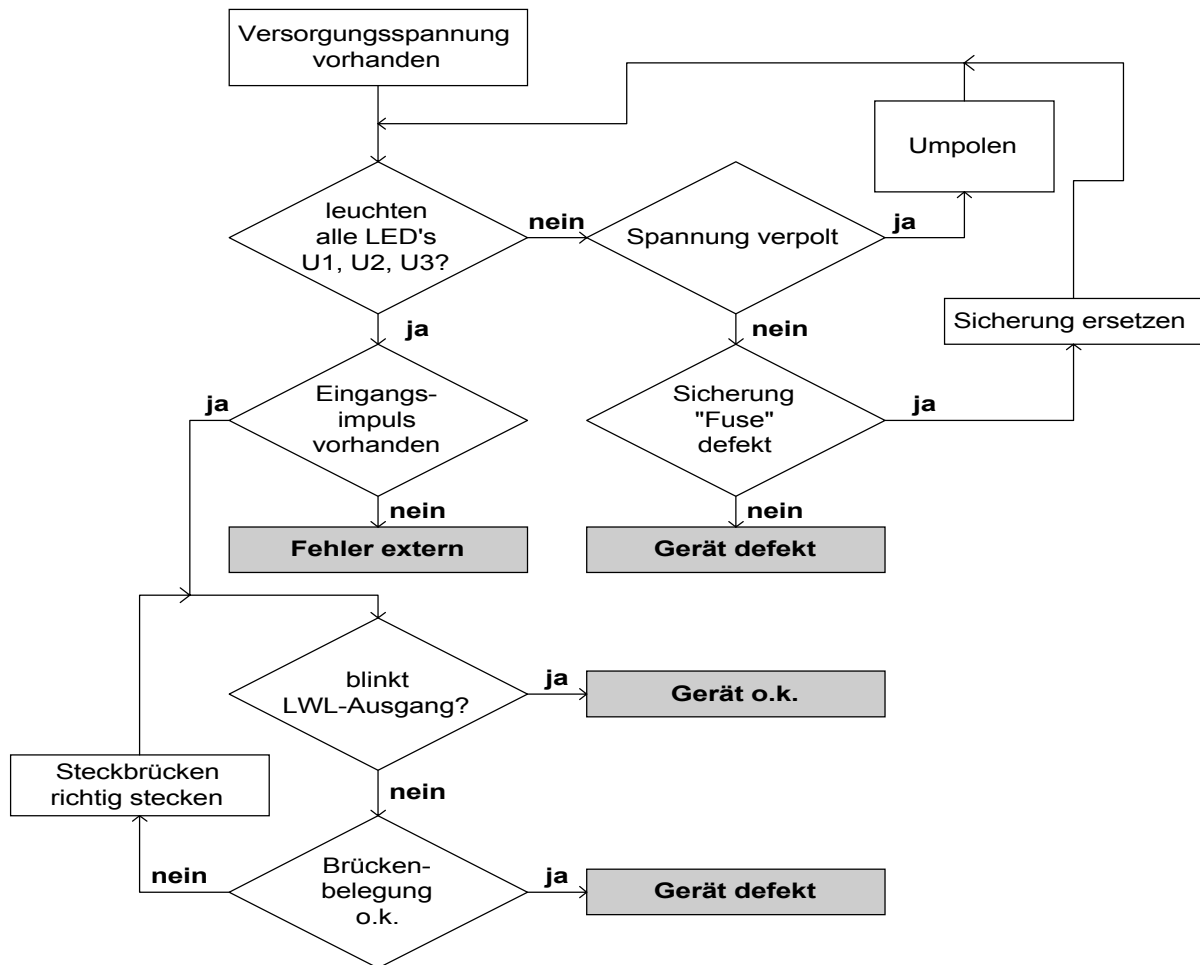 Versorgungsspannung
vorhanden
Umpolen
leuchten
alle LED's
U1, U2, U3?
nein
Spannung verpolt
ja
ja
nein
Sicherung ersetzen
ja
Eingangs-
impuls
vorhanden
Sicherung
"Fuse"
defekt
ja
nein
nein
Fehler extern
Gerät defekt
blinkt
LWL-Ausgang?
ja
Gerät o.k.
Steckbrücken
richtig stecken
nein
nein
Brücken-
belegung
o.k.
ja
Gerät defekt